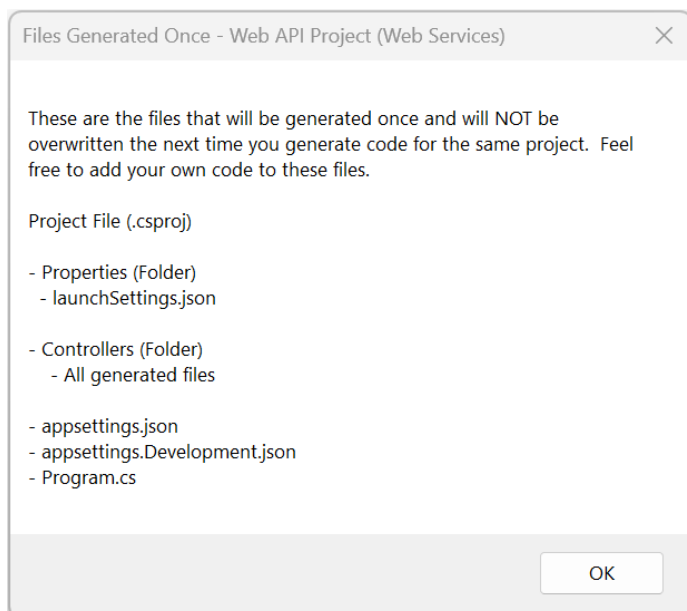 Files Generated Once - Web API Project (Web Services)
These are the files that will be generated once and will NOT be
overwritten the next time you generate code for the same project.  Feel
free to add your own code to these files.
Project File (.csproj)
- Properties (Folder)
- launchSettings.json
- Controllers (Folder)
- All generated files
- appsettings.json
- appsettings.Development.json
- Program.cs
OK